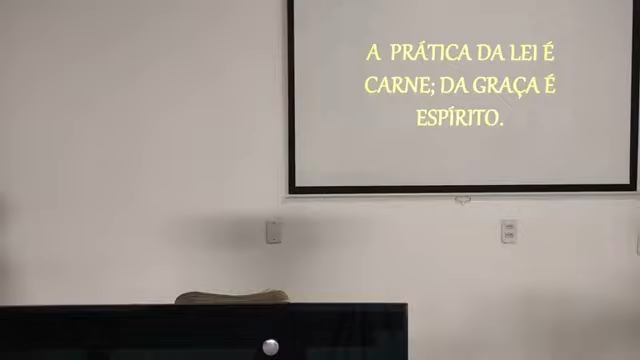 A PRÁTICA DA LEI É
CARNE; DA GRAÇA É
ESPÍRITO.